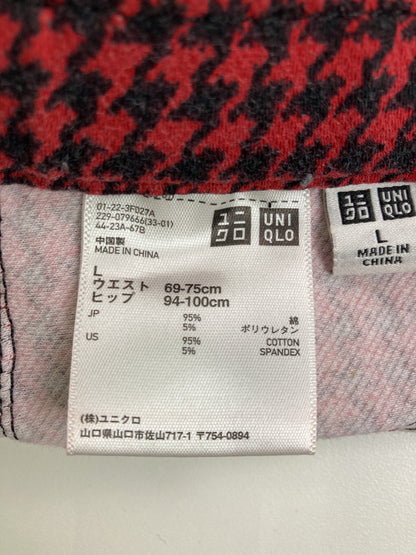 01-22-3F027A
229-079666(33-01)
44-23A-67B
中国製
MADE IN CHINA
ユニ
クロ
UNI
QLO
L
ウエスト 69-75cm
ヒップ 94-100cm
JP 95% 綿
5% ポリウレタン
US 95% COTTON
5% SPANDEX
(株)ユニクロ
山口県山口市佐山717-1 〒754-0894
ユニ
クロ
UNI
QLO
L
MADE IN
CHINA